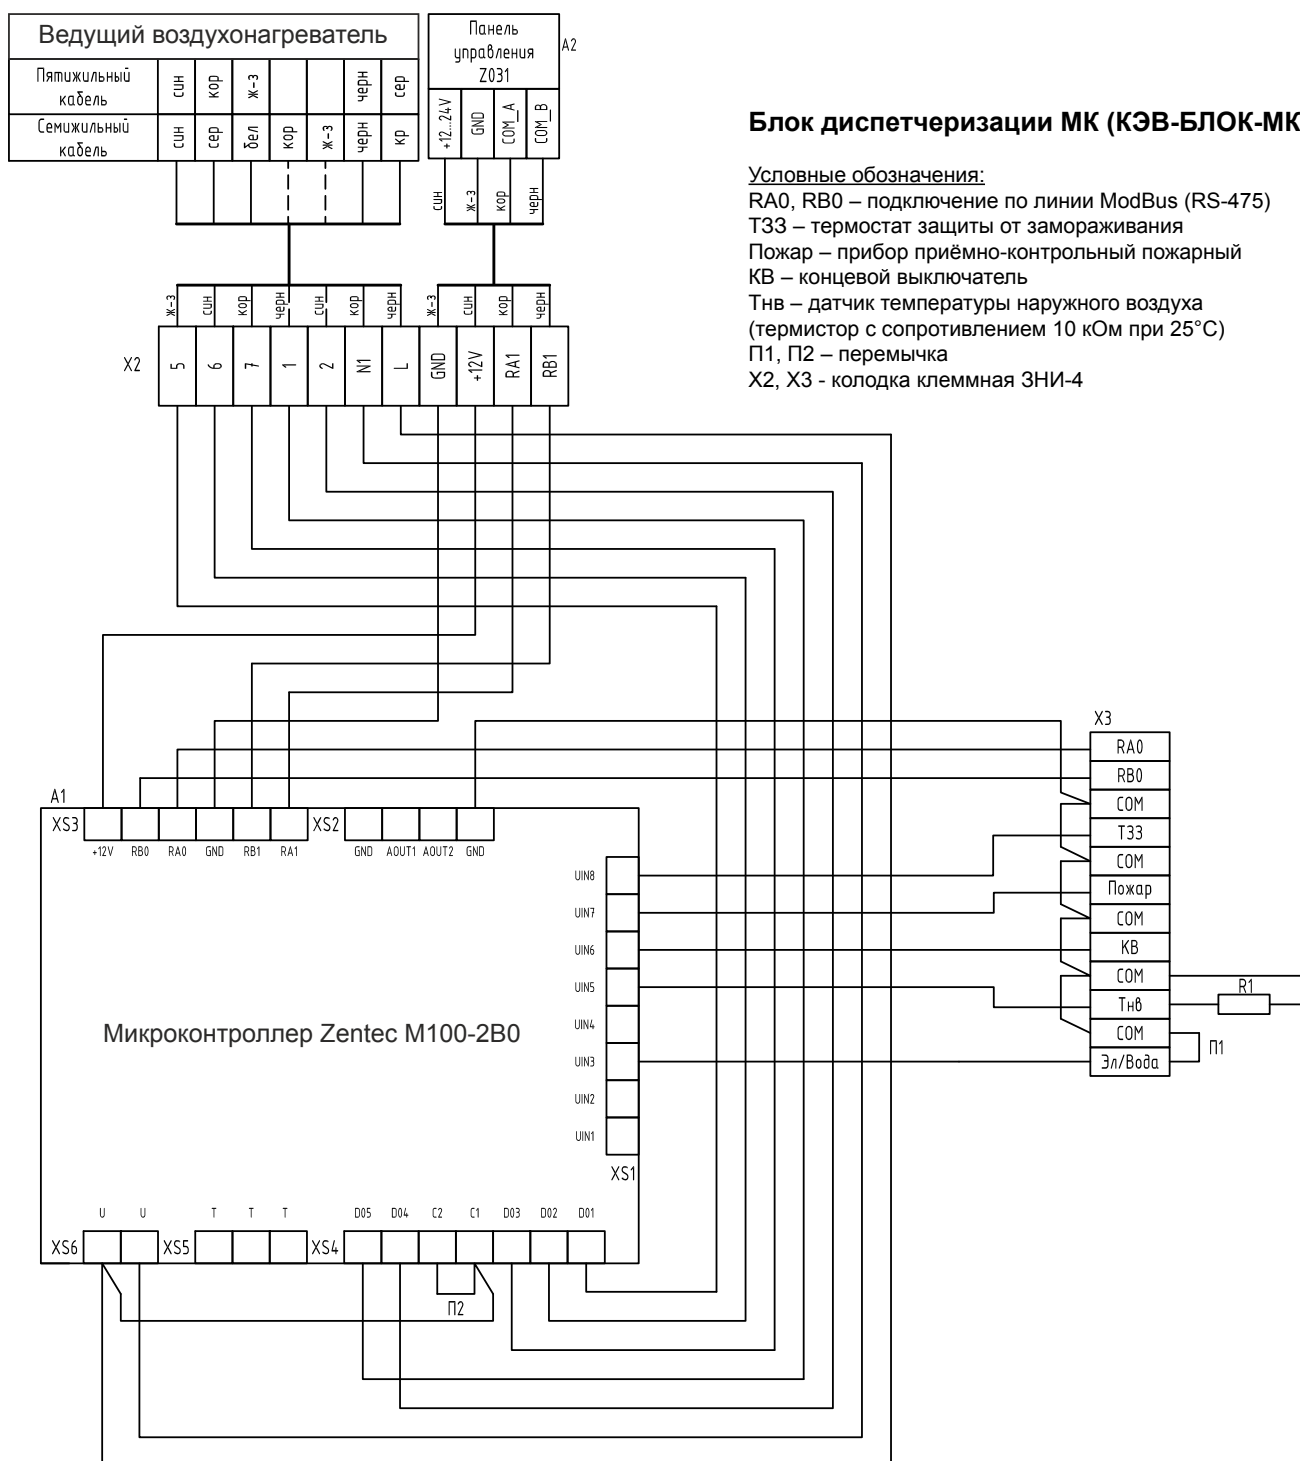 Ведущий воздухонагреватель
Пятижильный кабель
син
кор
ж-з
черн
сер
Семижильный кабель
син
сер
бел
кор
ж-з
черн
кр
Панель
управления
Z031
A2
+12...24V
GND
COM_A
COM_B
син
ж-з
кор
черн
Блок диспетчеризации МК (КЭВ-БЛОК-МК
Условные обозначения:
RA0, RB0 – подключение по линии ModBus (RS-475)
ТЗЗ – термостат защиты от замораживания
Пожар – прибор приёмно-контрольный пожарный
КВ – концевой выключатель
Тнв – датчик температуры наружного воздуха
(термистор с сопротивлением 10 кОм при 25°С)
П1, П2 – перемычка
X2, X3 - колодка клеммная ЗНИ-4
ж-з
син
кор
черн
син
кор
черн
ж-з
син
кор
черн
X2
5
6
7
1
2
N1
L
GND
+12V
RA1
RB1
X3
RA0
RB0
COM
ТЗЗ
COM
Пожар
COM
КВ
COM
Тнв
COM
Эл/Вода
R1
П1
A1
XS3
XS2
+12V
RB0
RA0
GND
RB1
RA1
GND
AOUT1
AOUT2
GND
UIN8
UIN7
UIN6
UIN5
UIN4
UIN3
UIN2
UIN1
XS1
Микроконтроллер Zentec M100-2B0
U
U
T
T
T
DO5
DO4
C2
C1
DO3
DO2
DO1
XS6
XS5
XS4
П2